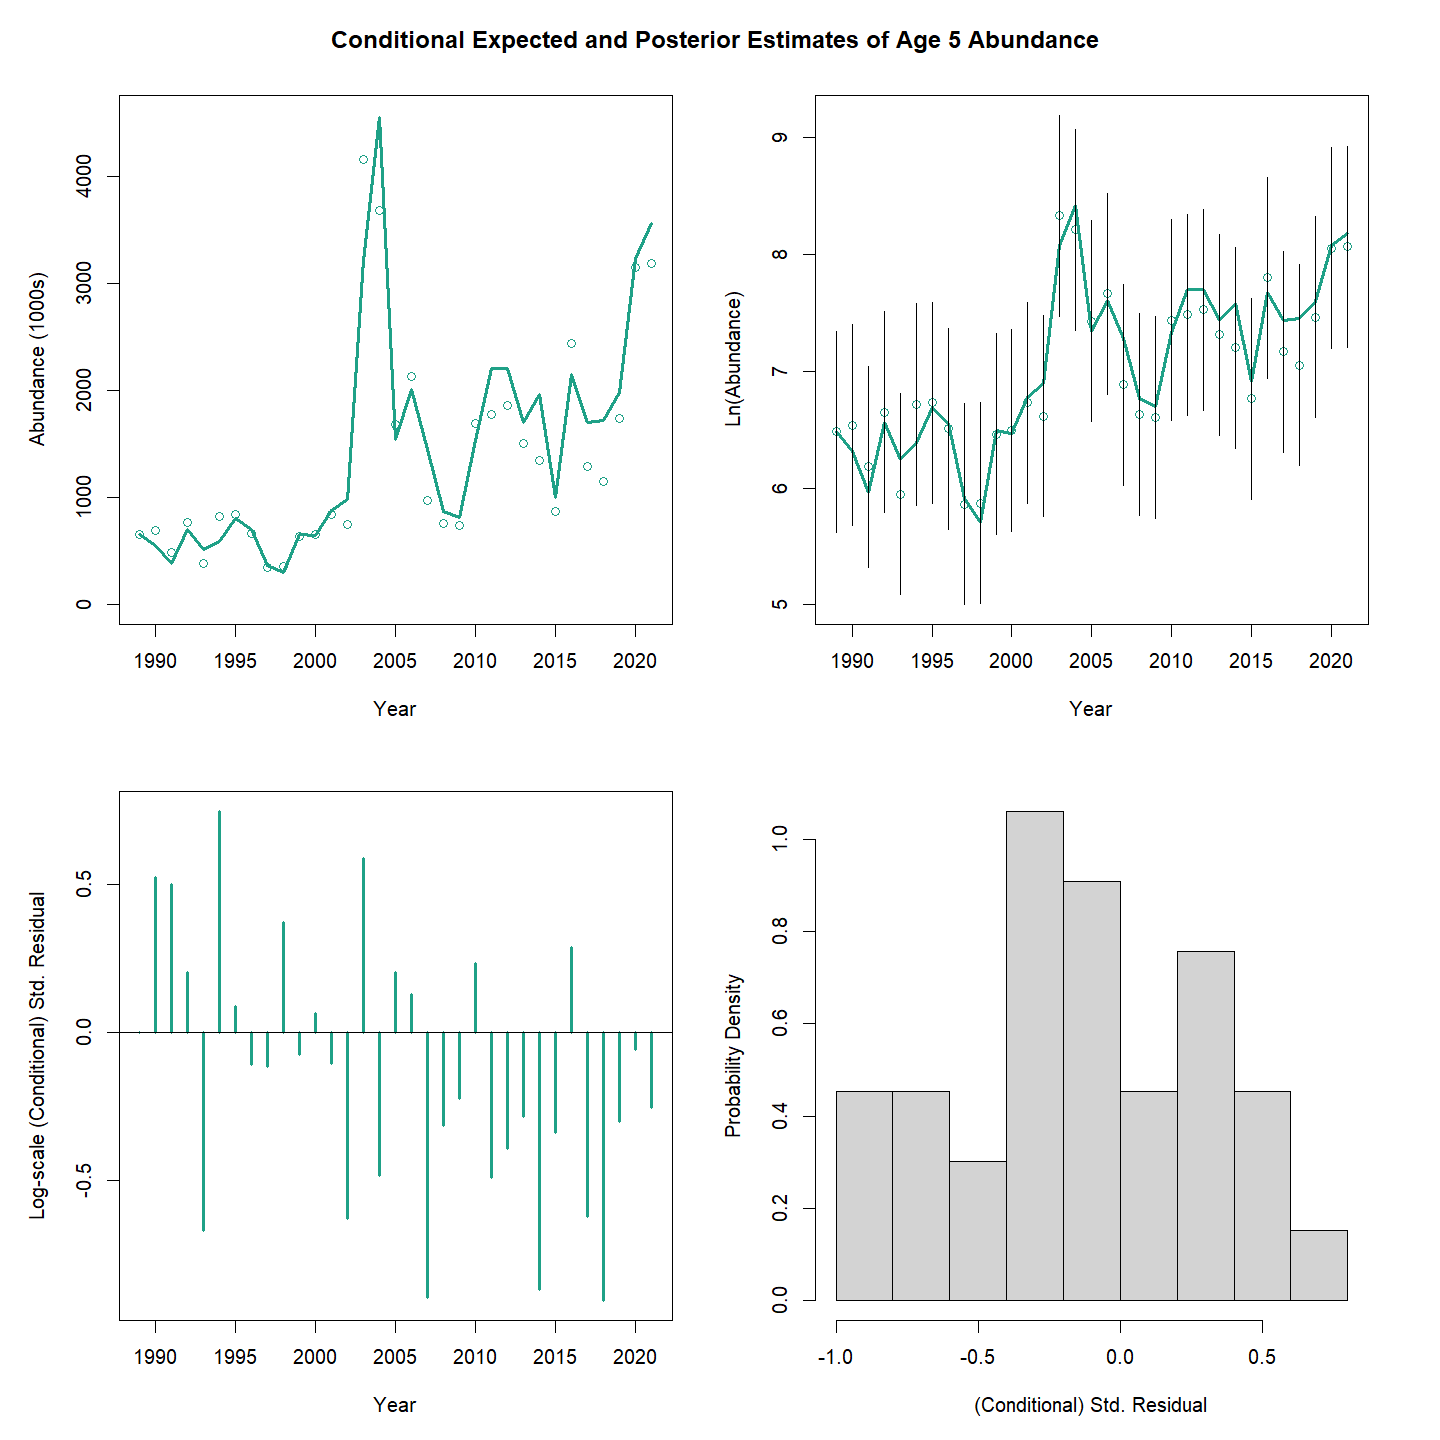 Conditional Expected and Posterior Estimates of Age 5 Abundance
Abundance (1000s)
4000
3000
2000
1000
0
1990 1995 2000 2005 2010 2015 2020
Year
Ln(Abundance)
9
8
7
6
5
1990 1995 2000 2005 2010 2015 2020
Year
Log-scale (Conditional) Std. Residual
0.5
0.0
-0.5
1990 1995 2000 2005 2010 2015 2020
Year
Probability Density
1.0
0.8
0.6
0.4
0.2
0.0
-1.0 -0.5 0.0 0.5
(Conditional) Std. Residual